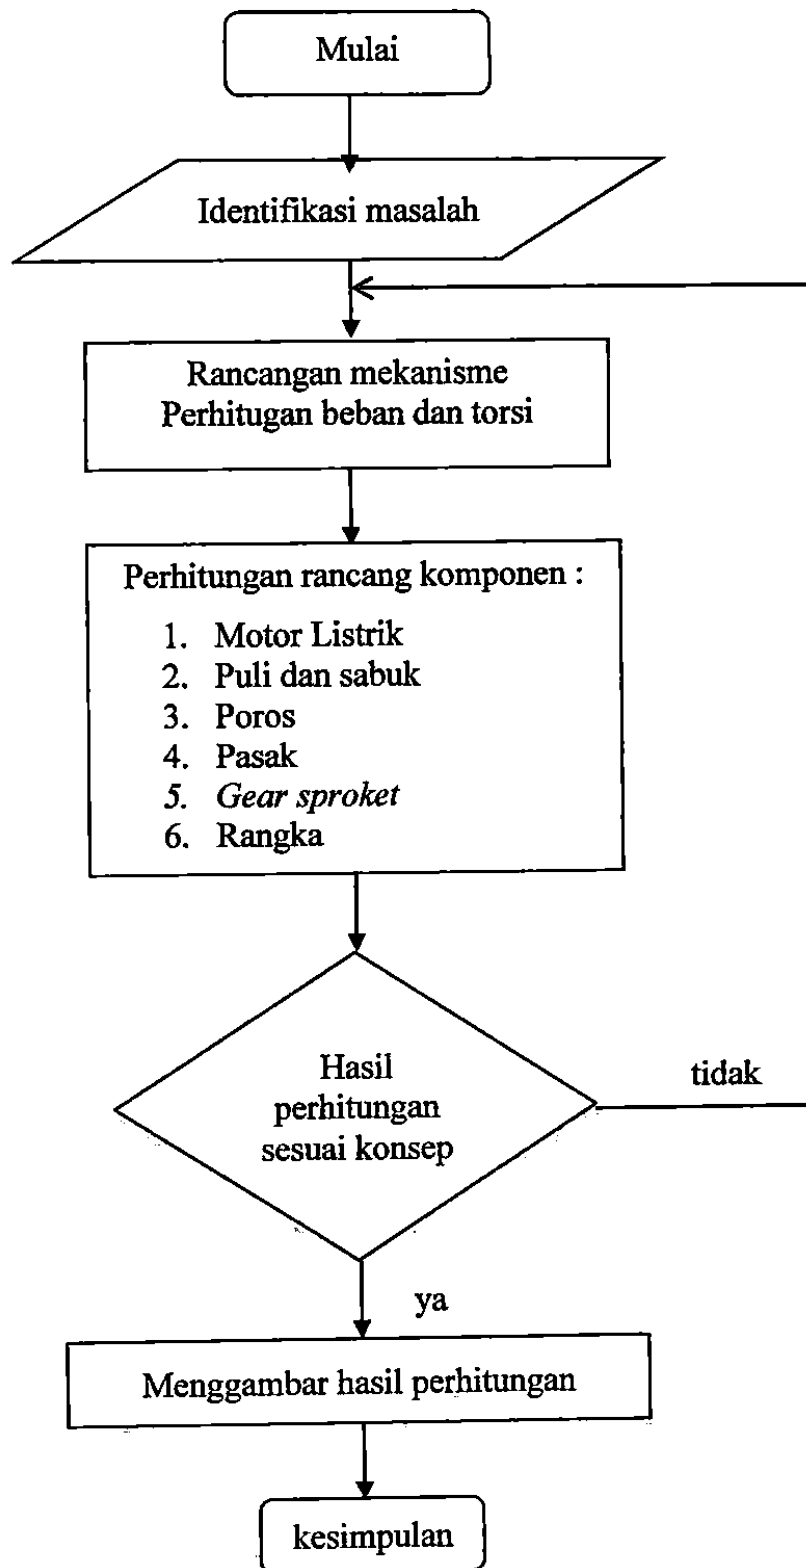 Mulai
Identifikasi masalah
Rancangan mekanisme
Perhitugan beban dan torsi
Perhitungan rancang komponen :
1. Motor Listrik
2. Puli dan sabuk
3. Poros
4. Pasak
5. Gear sproket
6. Rangka
Hasil
perhitungan
sesuai konsep
tidak
ya
Menggambar hasil perhitungan
kesimpulan